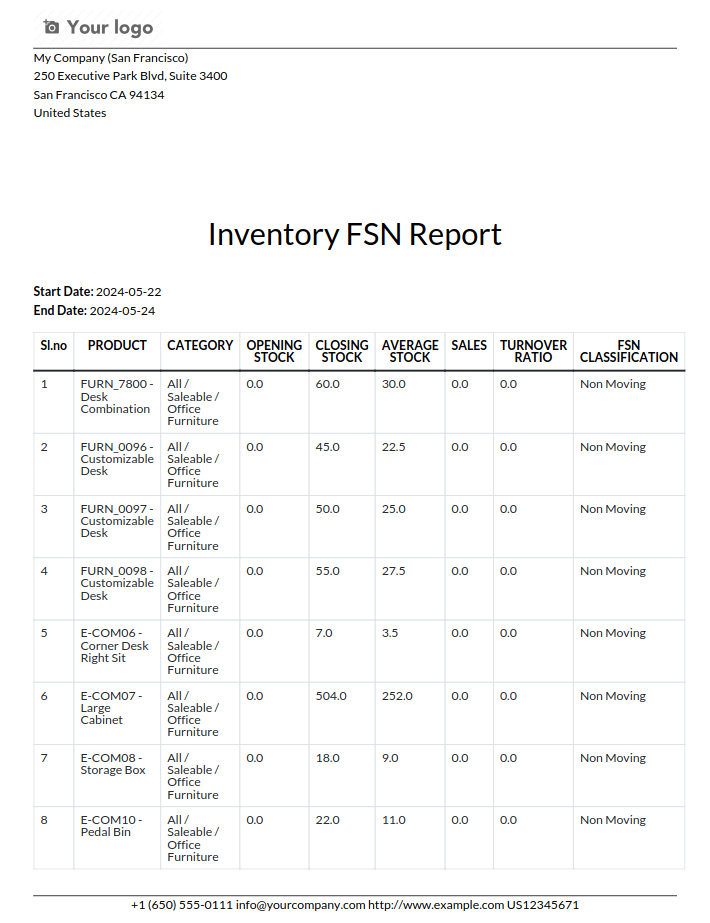 Your logo
My Company (San Francisco)
250 Executive Park Blvd, Suite 3400
San Francisco CA 94134
United States
Inventory FSN Report
Start Date: 2024-05-22
End Date: 2024-05-24
Sl.no PRODUCT CATEGORY OPENING CLOSING AVERAGE SALES TURNOVER FSN
STOCK STOCK STOCK RATIO CLASSIFICATION
1 FURN_7800 - All / 0.0 60.0 30.0 0.0 0.0 Non Moving
Desk Saleable /
Combination Office
Furniture
2 FURN_0096 - All / 0.0 45.0 22.5 0.0 0.0 Non Moving
Customizable Saleable /
Desk Office
Furniture
3 FURN_0097 - All / 0.0 50.0 25.0 0.0 0.0 Non Moving
Customizable Saleable /
Desk Office
Furniture
4 FURN_0098 - All / 0.0 55.0 27.5 0.0 0.0 Non Moving
Customizable Saleable /
Desk Office
Furniture
5 E-COM06 - All / 0.0 7.0 3.5 0.0 0.0 Non Moving
Corner Desk Saleable /
Right Sit Office
Furniture
6 E-COM07 - All / 0.0 504.0 252.0 0.0 0.0 Non Moving
Large Saleable /
Cabinet Office
Furniture
7 E-COM08 - All / 0.0 18.0 9.0 0.0 0.0 Non Moving
Storage Box Saleable /
Office
Furniture
8 E-COM10 - All / 0.0 22.0 11.0 0.0 0.0 Non Moving
Pedal Bin Saleable /
Office
Furniture
+1 (650) 555-0111 info@yourcompany.com http://www.example.com US12345671